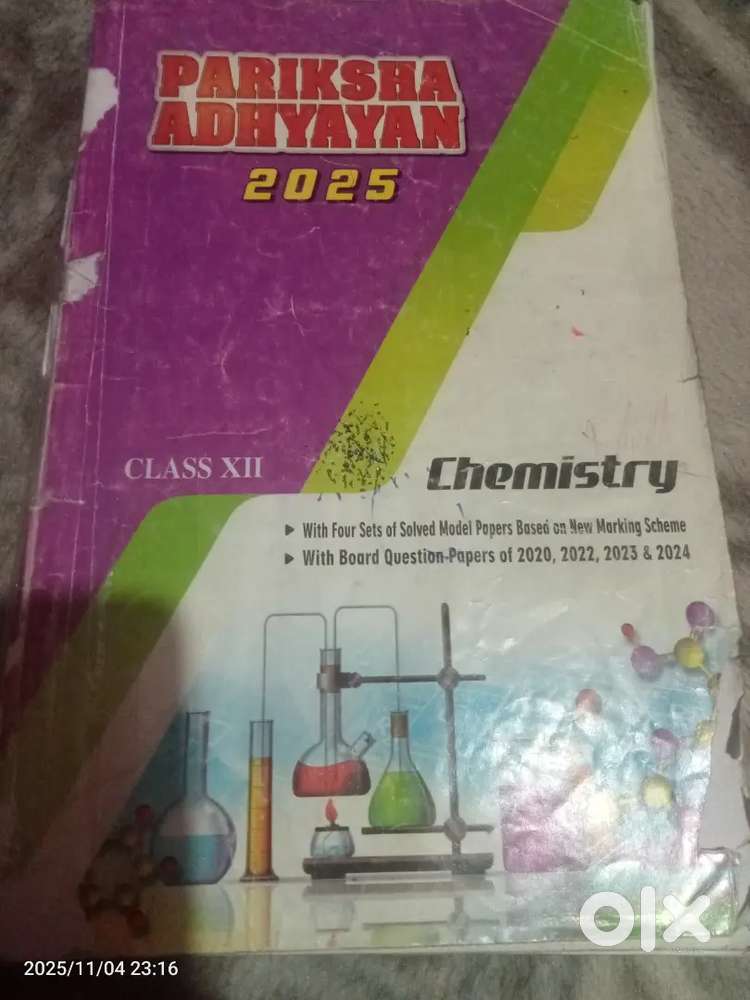 PARIKSHA
ADHYAYAN
2025
CLASS XII
Chemistry
▶ With Four Sets of Solved Model Papers Based on New Marking Scheme
▶ With Board Question-Papers of 2020, 2022, 2023 & 2024
olx
2025/11/04 23:16